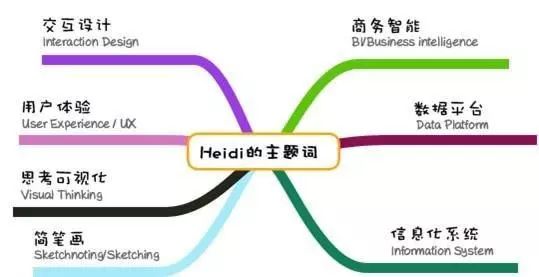 交互设计
Interaction Design
用户体验
User Experience / UX
思考可视化
Visual Thinking
简笔画
Sketchnoting/Sketching
Heidi的主题词
商务智能
BI/Business intelligence
数据平台
Data Platform
信息化系统
Information System